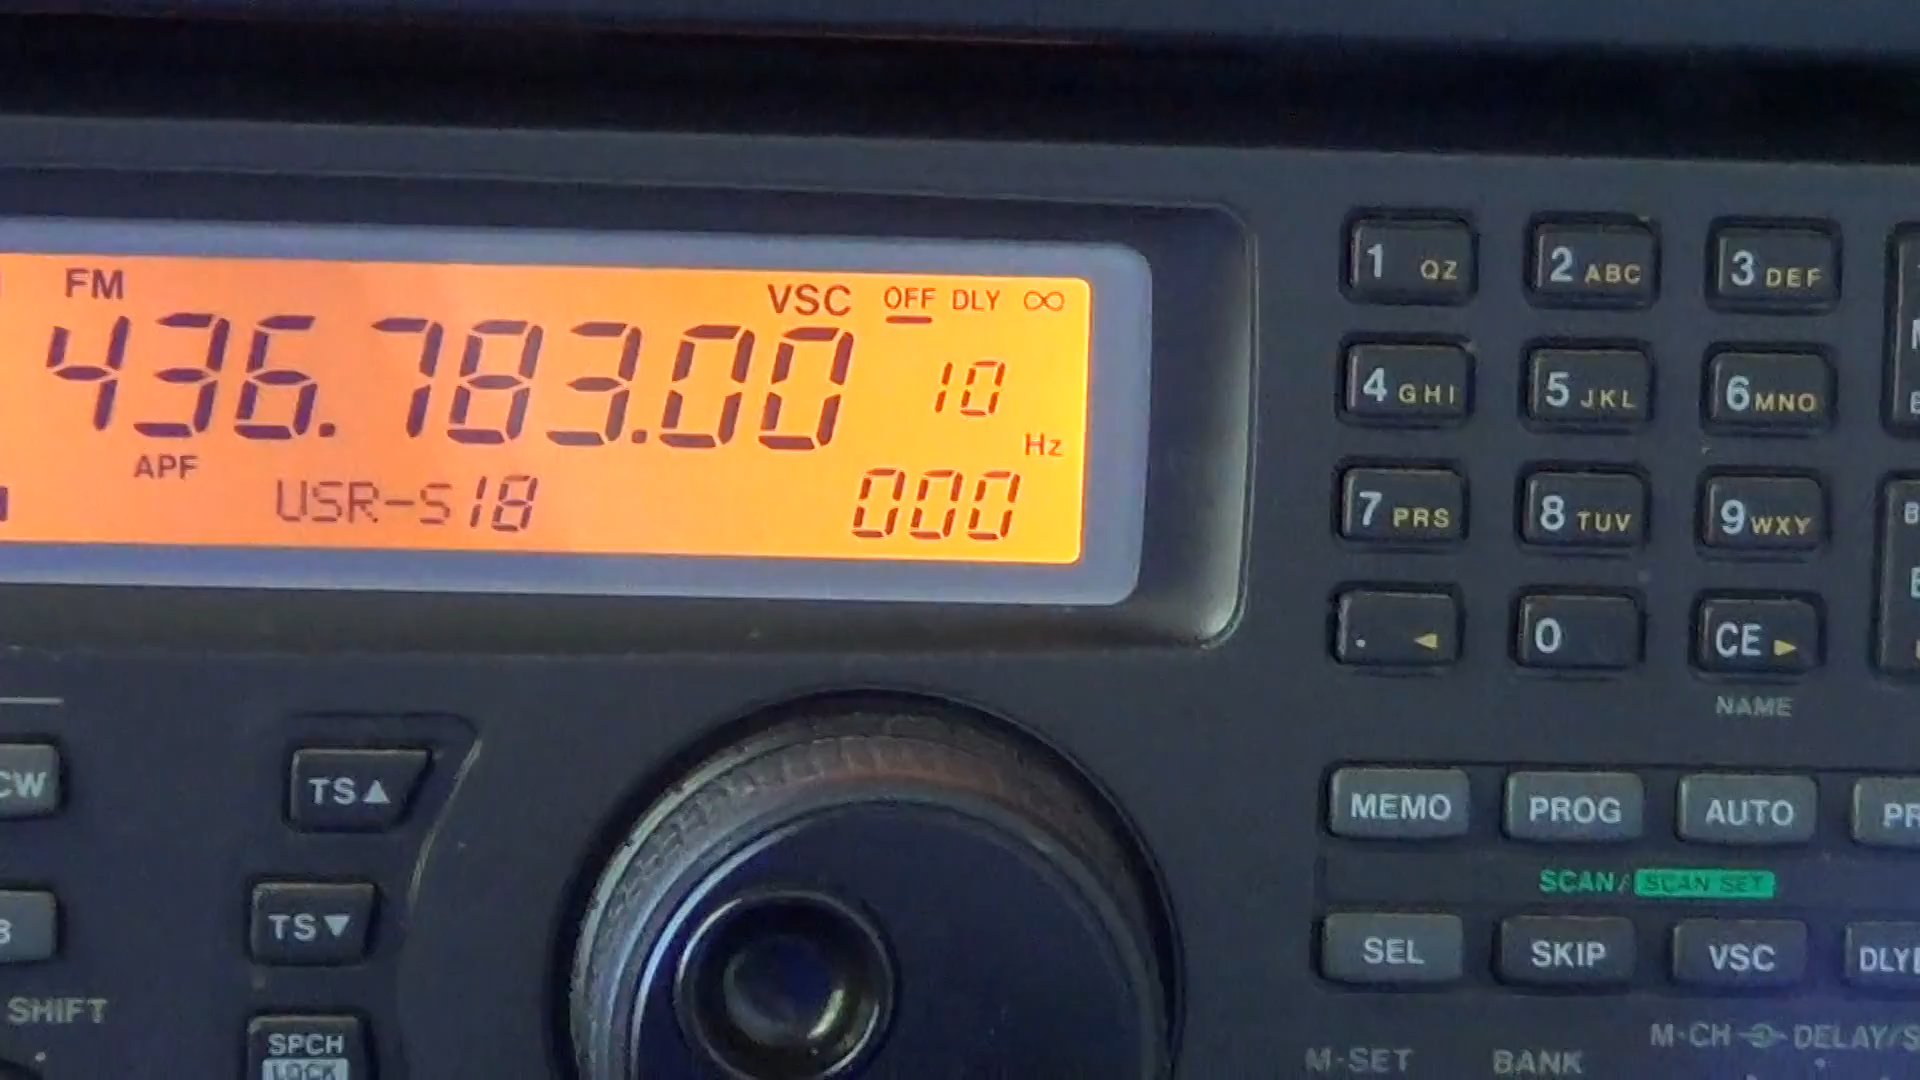 FM VSC OFF DLY ∞
436.783.00 10
Hz
APF
USR-S18 000
1 QZ 2 ABC 3 DEF
4 GHI 5 JKL 6 MNO
7 PRS 8 TUV 9 WXY
. ◄ 0 CE ►
NAME
CW TS▲ MEMO PROG AUTO
SCAN/SCAN SET
TS▼ SEL SKIP VSC
SHIFT SPCH
LOCK
M-CH DELAY/S
M-SET BANK